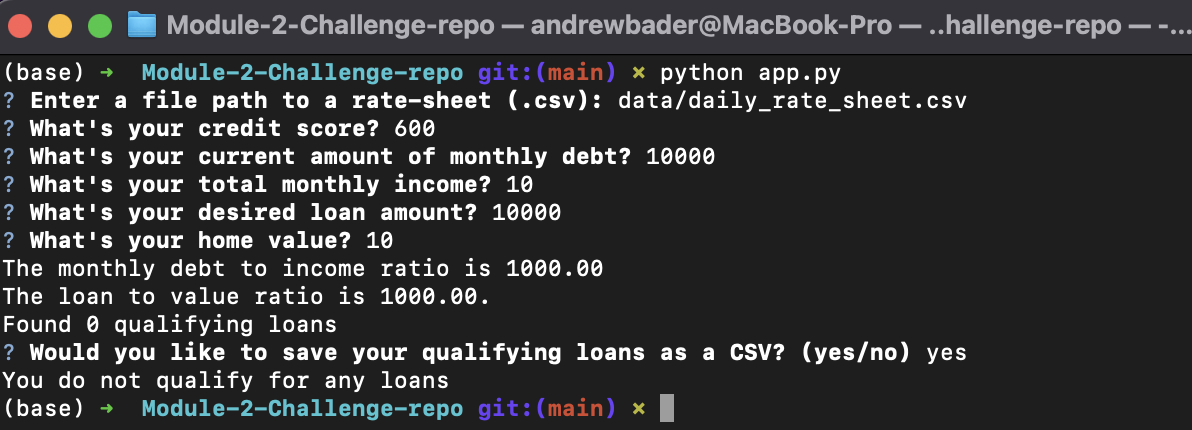 Module-2-Challenge-repo — andrewbader@MacBook-Pro — ..hallenge-repo — -...
(base) ➜  Module-2-Challenge-repo git:(main) ✗ python app.py
? Enter a file path to a rate-sheet (.csv): data/daily_rate_sheet.csv
? What's your credit score? 600
? What's your current amount of monthly debt? 10000
? What's your total monthly income? 10
? What's your desired loan amount? 10000
? What's your home value? 10
The monthly debt to income ratio is 1000.00
The loan to value ratio is 1000.00.
Found 0 qualifying loans
? Would you like to save your qualifying loans as a CSV? (yes/no) yes
You do not qualify for any loans
(base) ➜  Module-2-Challenge-repo git:(main) ✗